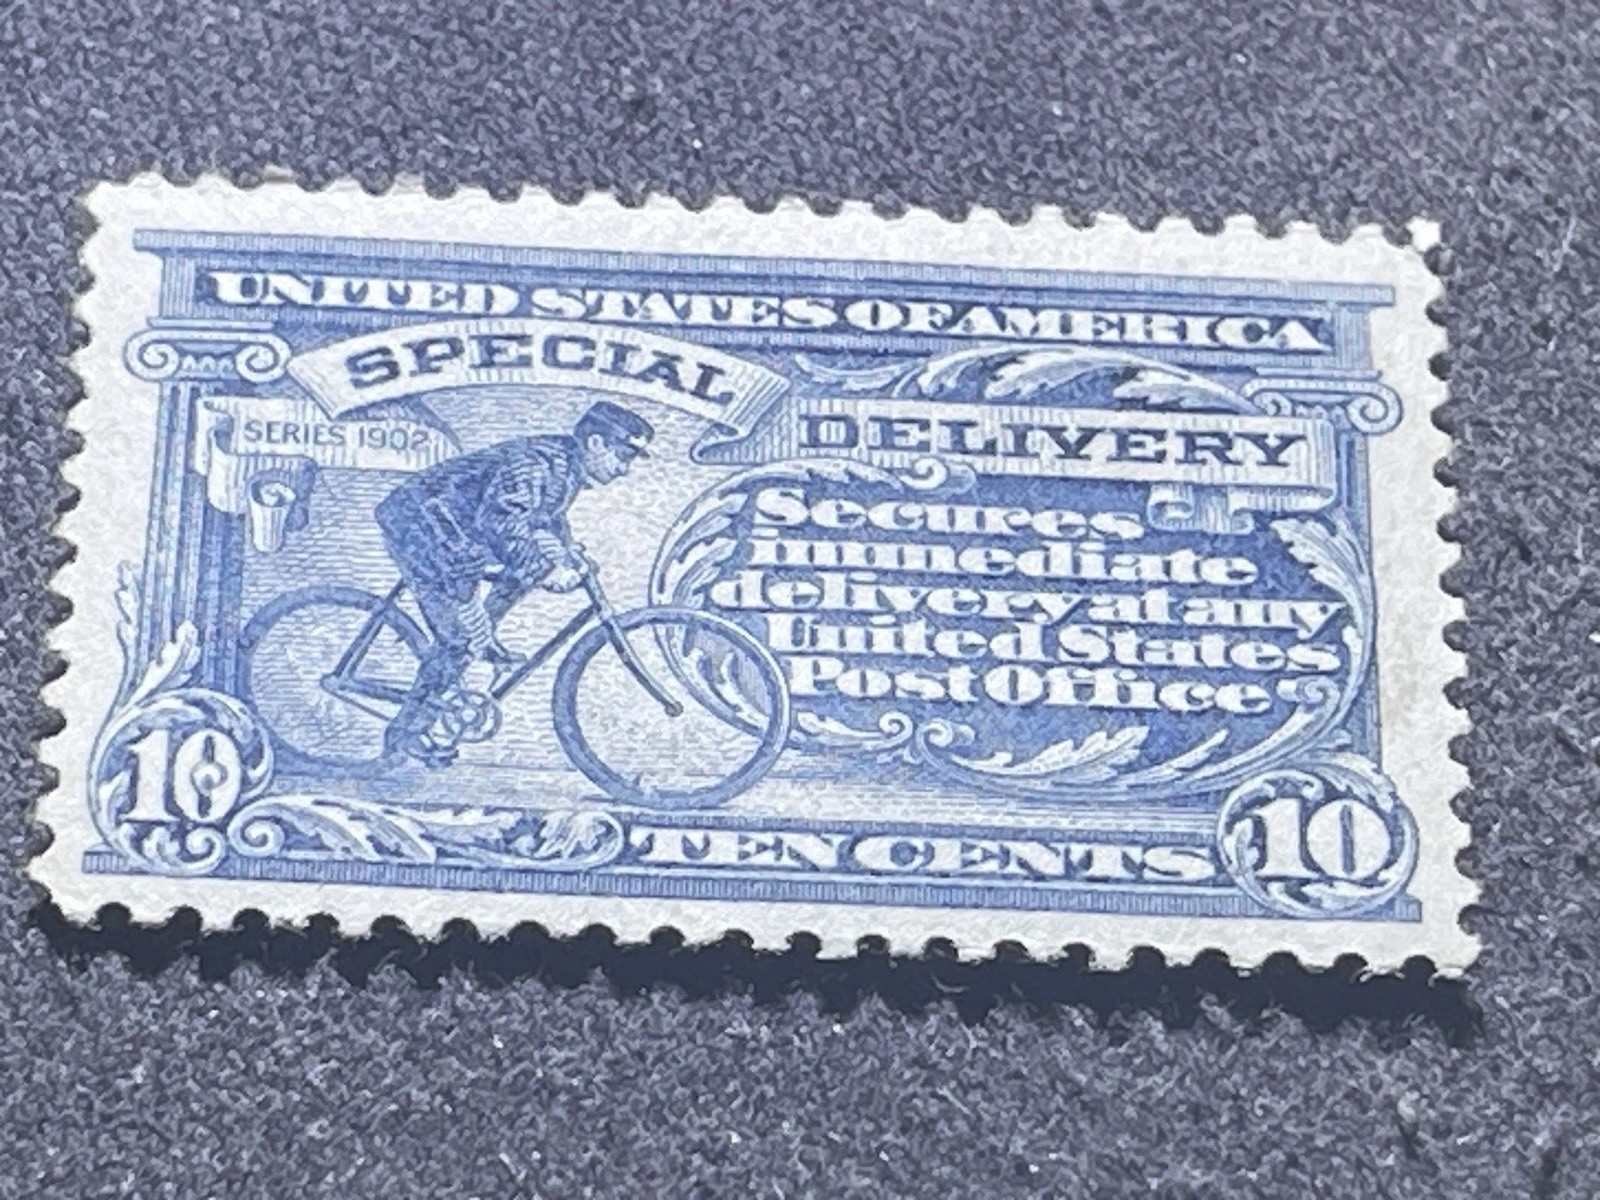 UNITED STATES OF AMERICA
SPECIAL
DELIVERY
SERIES 1902
Secures
immediate
delivery at any
United States
Post Office
10
TEN CENTS
10